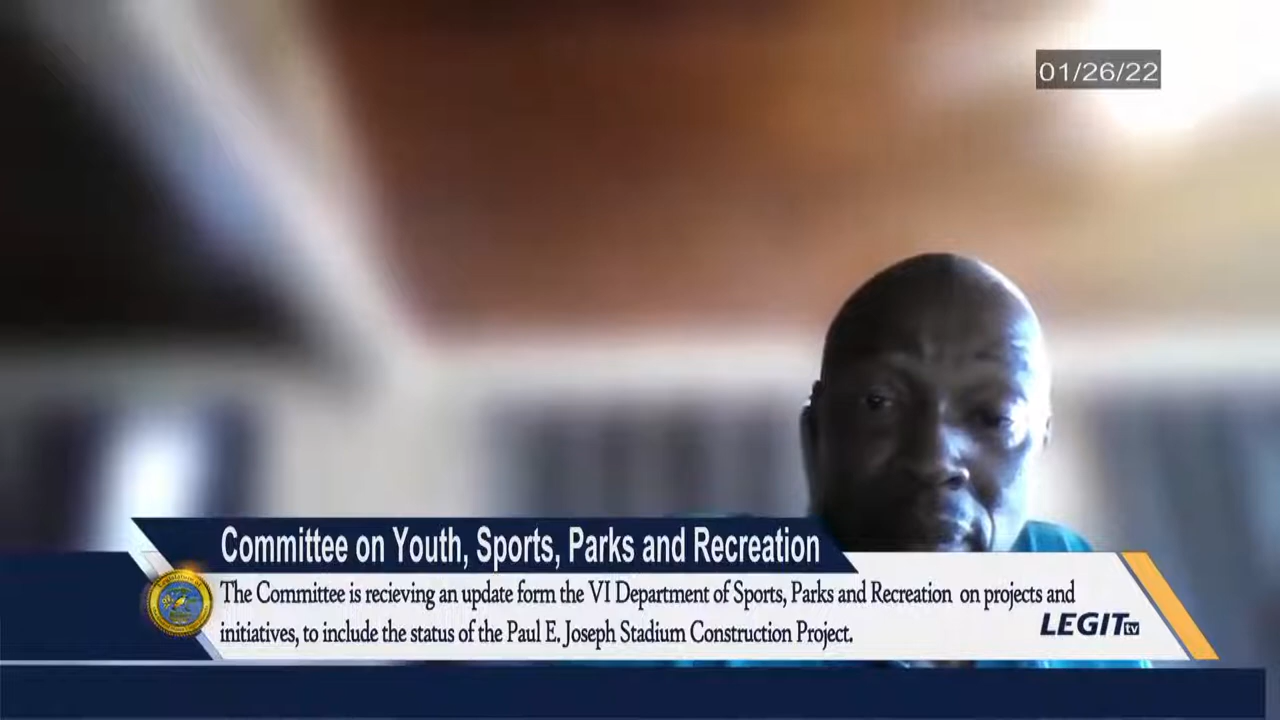 01/26/22
Committee on Youth, Sports, Parks and Recreation
The Committee is recieving an update form the VI Department of Sports, Parks and Recreation on projects and
initiatives, to include the status of the Paul E. Joseph Stadium Construction Project.
LEGIT tv